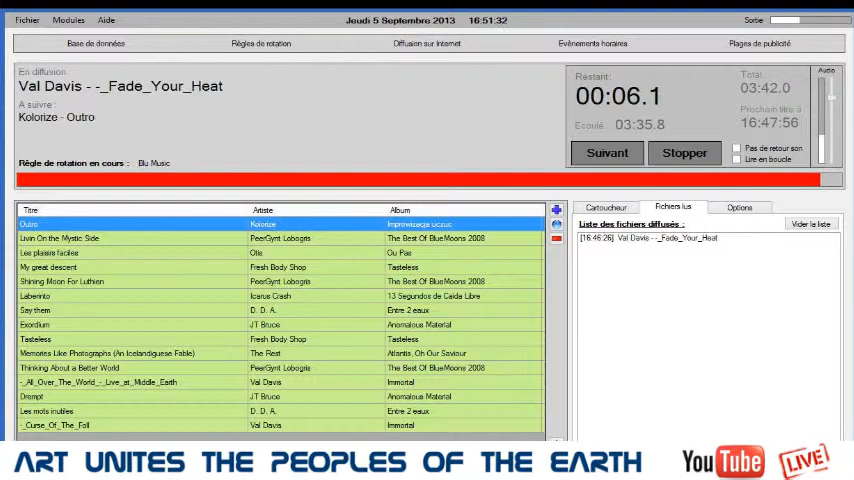 Fichier Modules Aide Jeudi 5 Septembre 2013 16:51:32 Sortie
Base de données Règles de rotation Diffusion sur Internet Evènements horaires Plages de publicité
En diffusion
Val Davis - -_Fade_Your_Heat
A suivre :
Kolorize - Outro
Règle de rotation en cours : Blu Music
Restant :
00:06.1
Ecoulé : 03:35.8
Total :
03:42.0
Prochain titre à
16:47:56
Audio
Suivant Stopper
Pas de retour son
Lire en boucle
Titre Artiste Album
Outro Kolorize Improwizacja uczuc
Livin On the Mystic Side PeerGynt Lobogris The Best Of BlueMoons 2008
Les plaisirs faciles Otis Ou Pas
My great descent Fresh Body Shop Tasteless
Shining Moon For Luthien PeerGynt Lobogris The Best Of BlueMoons 2008
Laberinto Icarus Crash 13 Segundos de Caida Libre
Say them D. D. A. Entre 2 eaux
Exordium JT Bruce Anomalous Material
Tasteless Fresh Body Shop Tasteless
Memories Like Photographs (An Icelandiguese Fable) The Rest Atlantis, Oh Our Saviour
Thinking About a Better World PeerGynt Lobogris The Best Of BlueMoons 2008
-_All_Over_The_World_-_Live_at_Middle_Earth Val Davis Immortal
Drempt JT Bruce Anomalous Material
Les mots inutiles D. D. A. Entre 2 eaux
-_Curse_Of_The_Foll Val Davis Immortal
Cartoucheur Fichiers lus Options
Liste des fichiers diffusés : Vider la liste
[16:46:26] Val Davis - -_Fade_Your_Heat
ART UNITES THE PEOPLES OF THE EARTH
YouTube LIVE